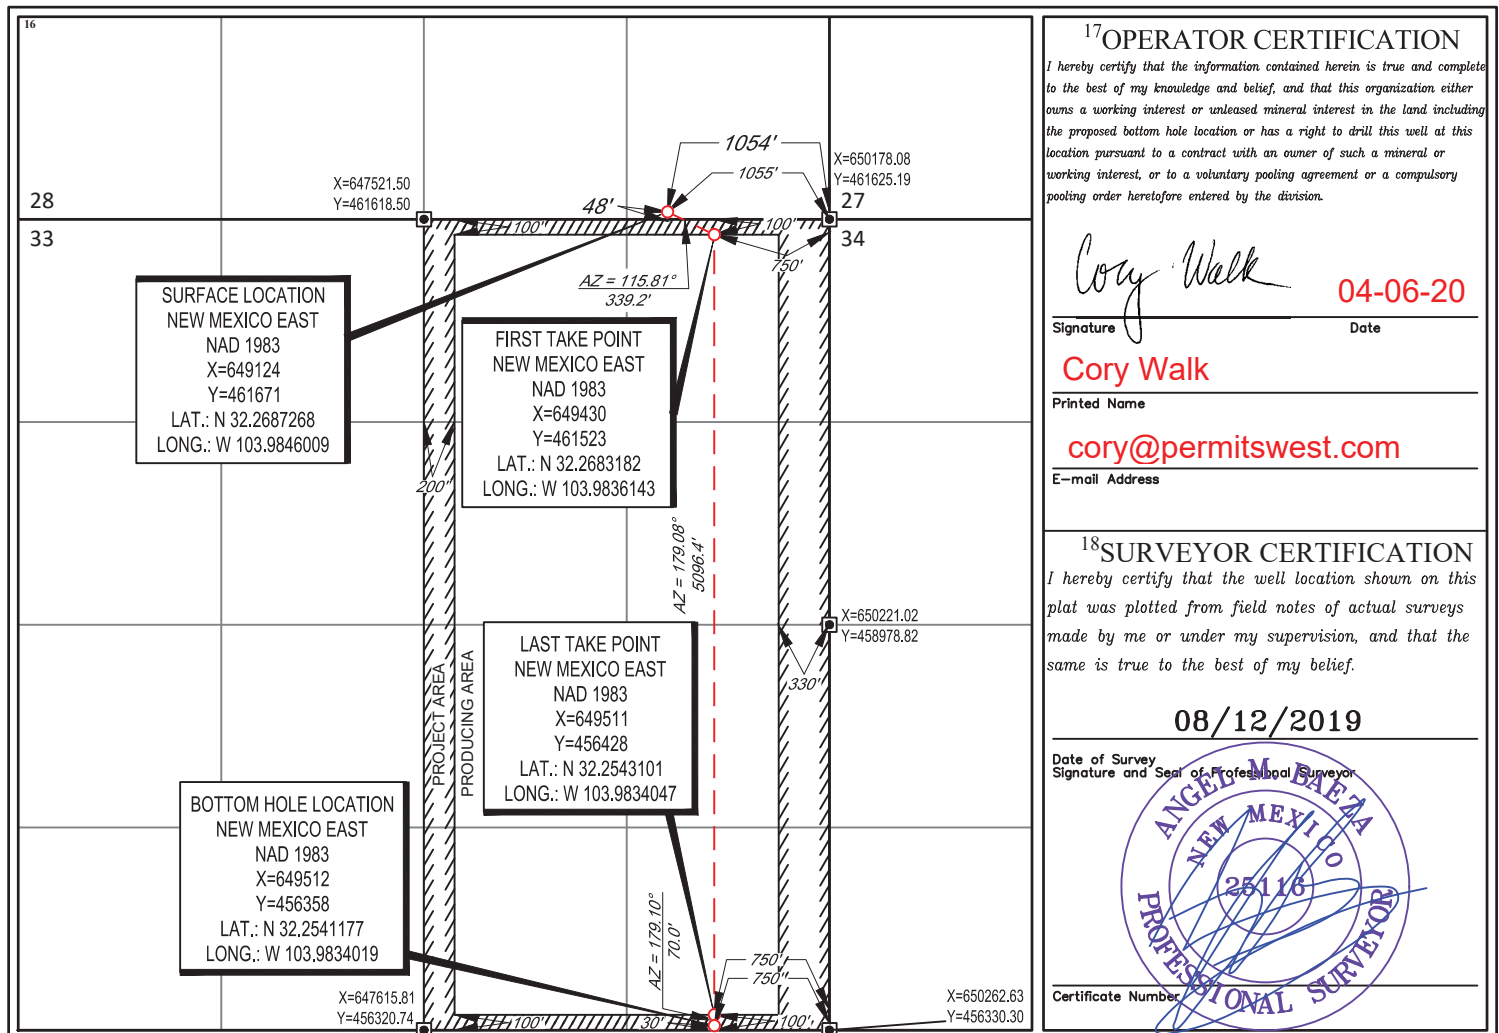 16
28
33
27
34
X=647521.50
Y=461618.50
1054'
1055'
48'
X=650178.08
Y=461625.19
100'
100'
750'
AZ = 115.81°
339.2'
SURFACE LOCATION
NEW MEXICO EAST
NAD 1983
X=649124
Y=461671
LAT.: N 32.2687268
LONG.: W 103.9846009
FIRST TAKE POINT
NEW MEXICO EAST
NAD 1983
X=649430
Y=461523
LAT.: N 32.2683182
LONG.: W 103.9836143
200'
AZ = 179.08°
5096.4'
X=650221.02
Y=458978.82
330'
PROJECT AREA
PRODUCING AREA
LAST TAKE POINT
NEW MEXICO EAST
NAD 1983
X=649511
Y=456428
LAT.: N 32.2543101
LONG.: W 103.9834047
BOTTOM HOLE LOCATION
NEW MEXICO EAST
NAD 1983
X=649512
Y=456358
LAT.: N 32.2541177
LONG.: W 103.9834019
AZ = 179.10°
70.0'
750'
750'
X=647615.81
Y=456320.74
100'
30'
100'
X=650262.63
Y=456330.30
17OPERATOR CERTIFICATION
I hereby certify that the information contained herein is true and complete
to the best of my knowledge and belief, and that this organization either
owns a working interest or unleased mineral interest in the land including
the proposed bottom hole location or has a right to drill this well at this
location pursuant to a contract with an owner of such a mineral or
working interest, or to a voluntary pooling agreement or a compulsory
pooling order heretofore entered by the division.
Cory Walk
04-06-20
Signature Date
Cory Walk
Printed Name
cory@permitswest.com
E-mail Address
18SURVEYOR CERTIFICATION
I hereby certify that the well location shown on this
plat was plotted from field notes of actual surveys
made by me or under my supervision, and that the
same is true to the best of my belief.
08/12/2019
Date of Survey
Signature and Seal of Professional Surveyor
ANGEL M. BAEZA
NEW MEXICO
25116
PROFESSIONAL SURVEYOR
Certificate Number